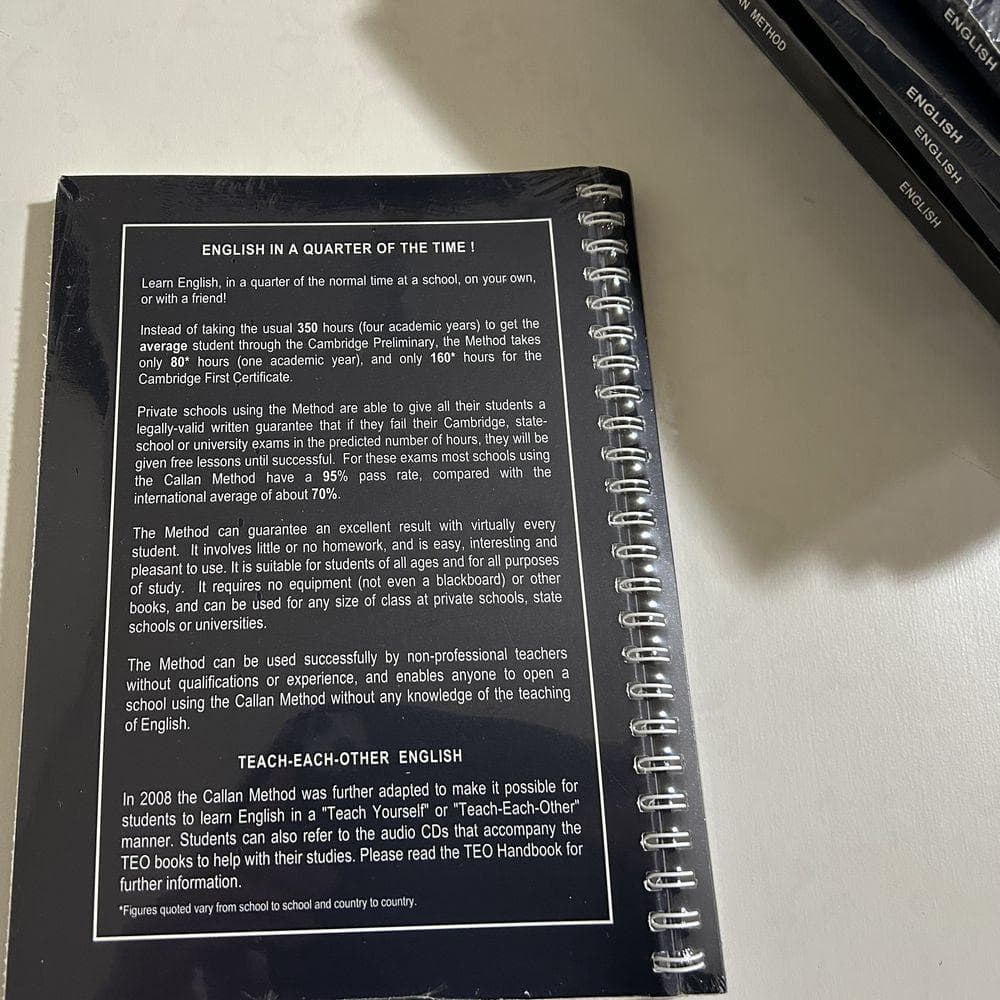 N METHOD
ENGLISH
ENGLISH
ENGLISH
ENGLISH
ENGLISH IN A QUARTER OF THE TIME !
Learn English, in a quarter of the normal time at a school, on your own,
or with a friend!
Instead of taking the usual 350 hours (four academic years) to get the
average student through the Cambridge Preliminary, the Method takes
only 80* hours (one academic year), and only 160* hours for the
Cambridge First Certificate.
Private schools using the Method are able to give all their students a
legally-valid written guarantee that if they fail their Cambridge, state-
school or university exams in the predicted number of hours, they will be
given free lessons until successful. For these exams most schools using
the Callan Method have a 95% pass rate, compared with the
international average of about 70%.
The Method can guarantee an excellent result with virtually every
student. It involves little or no homework, and is easy, interesting and
pleasant to use. It is suitable for students of all ages and for all purposes
of study. It requires no equipment (not even a blackboard) or other
books, and can be used for any size of class at private schools, state
schools or universities.
The Method can be used successfully by non-professional teachers
without qualifications or experience, and enables anyone to open a
school using the Callan Method without any knowledge of the teaching
of English.
TEACH-EACH-OTHER ENGLISH
In 2008 the Callan Method was further adapted to make it possible for
students to learn English in a "Teach Yourself" or "Teach-Each-Other"
manner. Students can also refer to the audio CDs that accompany the
TEO books to help with their studies. Please read the TEO Handbook for
further information.
*Figures quoted vary from school to school and country to country.